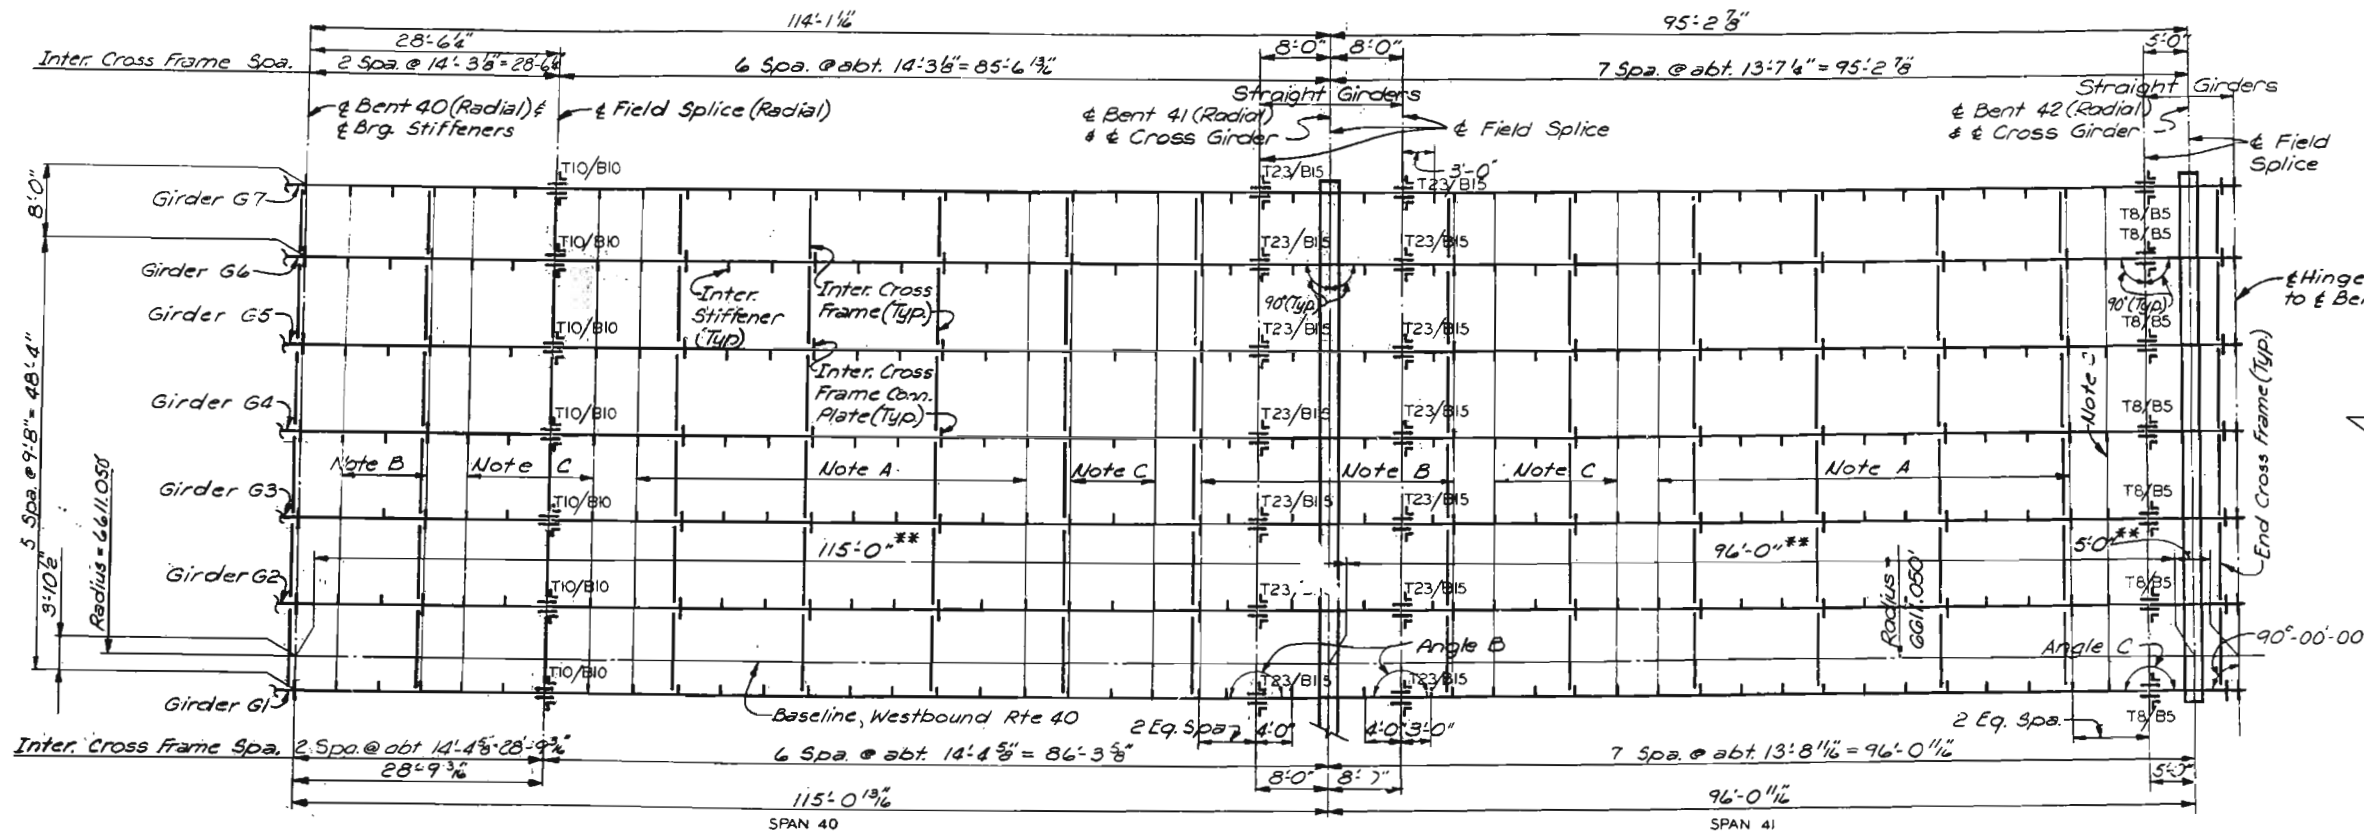 114'-1 1/16"
95'-2 7/8"
28'-6 1/4"
8'-0"
8'-0"
5'-0"
Inter. Cross Frame Spa.
2 Spa. @ 14'-3 1/8" = 28'-6 1/4
6 Spa. @ abt. 14'-3 1/8" = 85'-6 13/16"
7 Spa. @ abt. 13'-7 1/4" = 95'-2 7/8
Straight Girders
Straight Girders
℄ Bent 40 (Radial) &
℄ Brg. Stiffeners
℄ Field Splice (Radial)
℄ Bent 41 (Radial)
& ℄ Cross Girder
℄ Field Splice
℄ Bent 42 (Radial)
& ℄ Cross Girder
℄ Field
Splice
3'-0"
8'-0"
Girder G7
T10/B10
T23/B15
T23/B15
T8/B5
Girder G6
T10/B10
T23/B15
T23/B15
T8/B5
Inter.
Stiffener
(Typ)
Inter. Cross
Frame (Typ.)
90°(Typ)
90°(Typ)
℄ Hinge
to ℄ Be
Girder G5
T10/B10
T23/B15
T23/B15
T8/B5
Inter. Cross
Frame Conn.
Plate (Typ.)
End Cross Frame (Typ.)
5 Spa. @ 9'-8" = 48'-4"
Girder G4
T10/B10
T23/B15
T23/B15
T8/B5
Note B
Note C
Note A
Note C
Note B
Note C
Note A
Girder G3
T10/B10
T23/B15
T23/B15
T8/B5
115'-0"**
96'-0"**
5'-0"**
Radius = 6611.050'
Girder G2
T10/B10
T23
T23/B15
T8/B5
Radius =
6611.050'
3'-10 1/2"
Angle B
Angle C
90°-00'-00
Girder G1
T10/B10
T23/B15
T23/B15
T8/B5
Baseline, Westbound Rte 40
2 Eq. Spa.
4'-0"
4'-0"
3'-0"
2 Eq. Spa.
Inter. Cross Frame Spa.
2 Spa. @ abt 14'-4 5/8" = 28'-9 3/16"
6 Spa. @ abt. 14'-4 5/8" = 86'-3 5/8"
7 Spa. @ abt. 13'-8 11/16" = 96'-0 11/16"
28'-9 3/16"
8'-0"
5'-0"
115'-0 13/16"
96'-0 11/16"
SPAN 40
SPAN 41